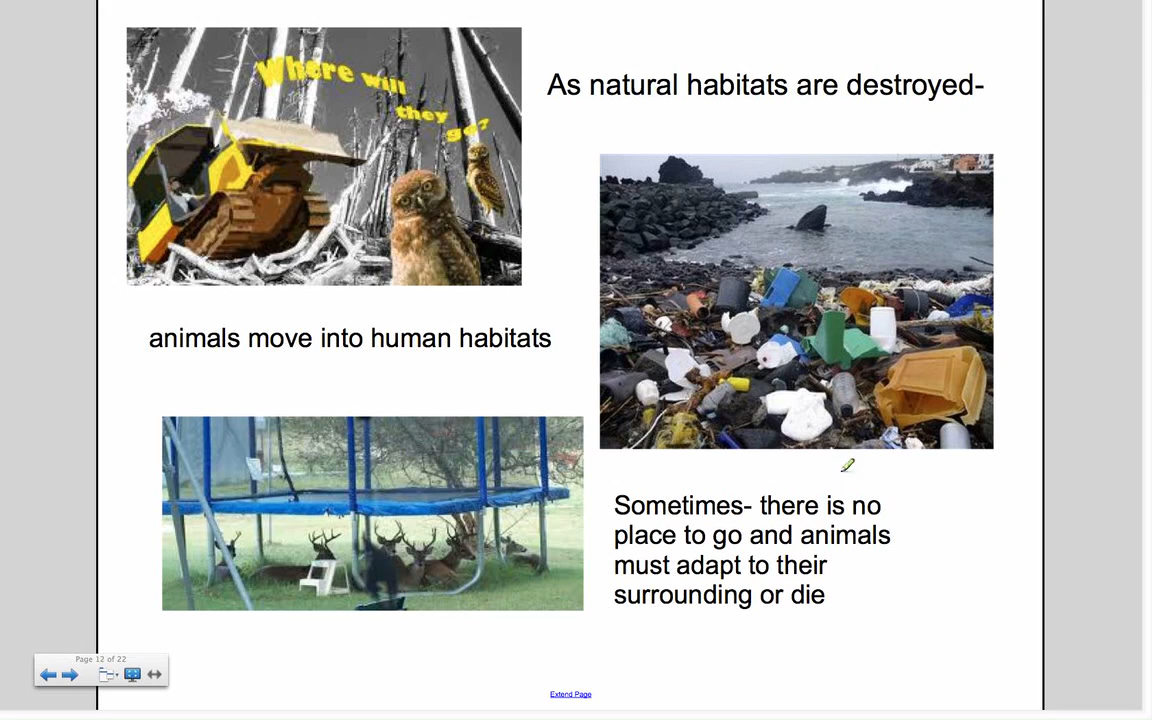 Where will
they
go?
As natural habitats are destroyed-
animals move into human habitats
Sometimes- there is no
place to go and animals
must adapt to their
surrounding or die
Page 12 of 22
Extend Page